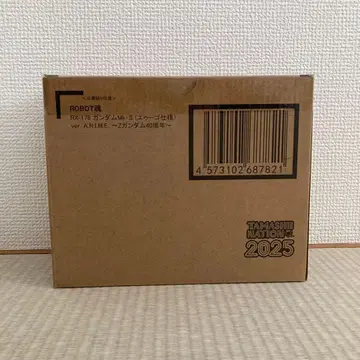 ROBOT魂
RX-178 ガンダムMk-Ⅱ(エゥーゴ仕様)
ver. A.N.I.M.E. ~Zガンダム40周年~
4 573102 687821
TAMASHII
NATION
2025